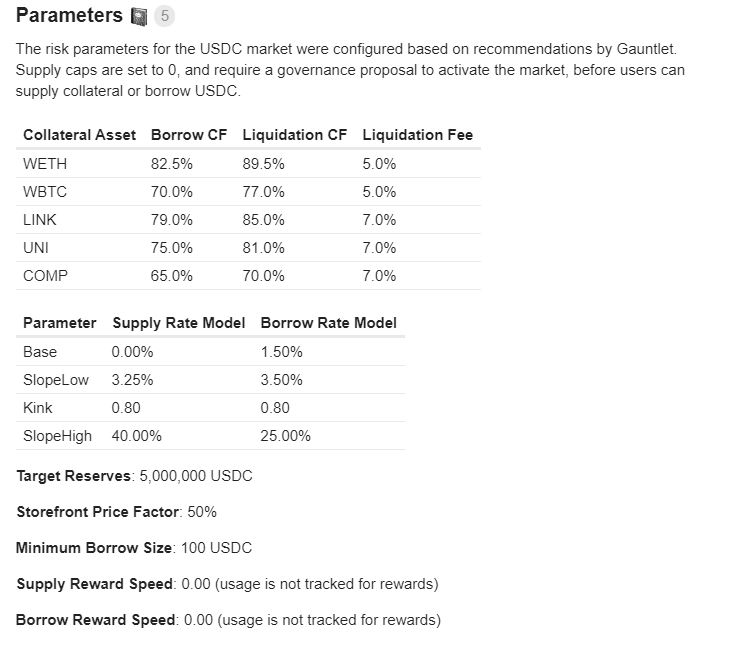 Parameters 5
The risk parameters for the USDC market were configured based on recommendations by Gauntlet.
Supply caps are set to 0, and require a governance proposal to activate the market, before users can
supply collateral or borrow USDC.
Collateral Asset Borrow CF Liquidation CF Liquidation Fee
WETH 82.5% 89.5% 5.0%
WBTC 70.0% 77.0% 5.0%
LINK 79.0% 85.0% 7.0%
UNI 75.0% 81.0% 7.0%
COMP 65.0% 70.0% 7.0%
Parameter Supply Rate Model Borrow Rate Model
Base 0.00% 1.50%
SlopeLow 3.25% 3.50%
Kink 0.80 0.80
SlopeHigh 40.00% 25.00%
Target Reserves: 5,000,000 USDC
Storefront Price Factor: 50%
Minimum Borrow Size: 100 USDC
Supply Reward Speed: 0.00 (usage is not tracked for rewards)
Borrow Reward Speed: 0.00 (usage is not tracked for rewards)